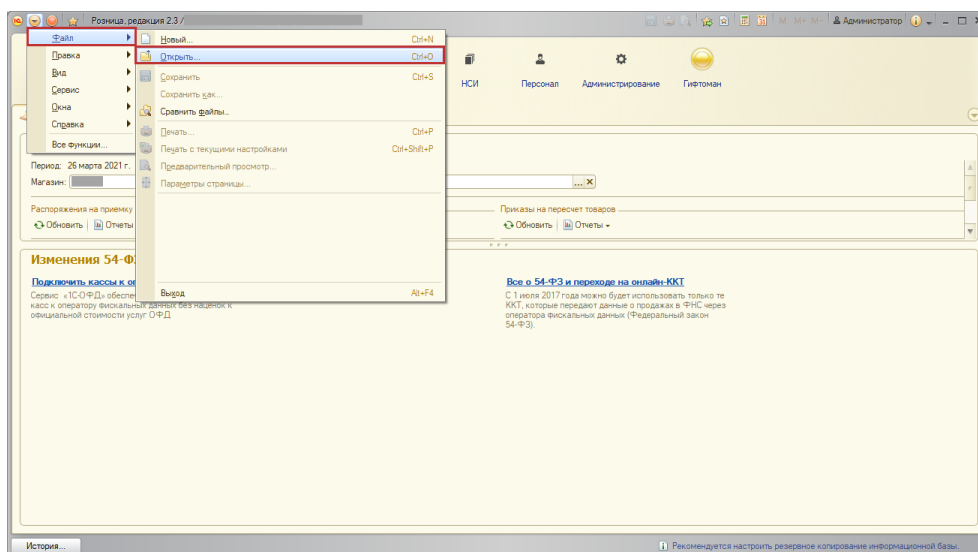 Розница, редакция 2.3 /
M M+ M- Администратор
Файл
Правка
Вид
Сервис
Окна
Справка
Все функции...
Новый... Ctrl+N
Открыть... Ctrl+O
Сохранить Ctrl+S
Сохранить как...
Сравнить файлы...
Печать... Ctrl+P
Печать с текущими настройками Ctrl+Shift+P
Предварительный просмотр...
Параметры страницы...
Выход Alt+F4
НСИ Персонал Администрирование Гифтоман
Период: 26 марта 2021 г.
Магазин:
Распоряжения на приемку
Обновить Отчеты
Приказы на пересчет товаров
Обновить Отчеты
Изменения 54-Ф
Подключить кассы к о
Сервис «1С-ОФД» обеспе
касс к оператору фискальных данных без наценок к
официальной стоимости услуг ОФД
Все о 54-ФЗ и переходе на онлайн-ККТ
С 1 июля 2017 года можно будет использовать только те
ККТ, которые передают данные о продажах в ФНС через
оператора фискальных данных (Федеральный закон
54-ФЗ).
История...
Рекомендуется настроить резервное копирование информационной базы.